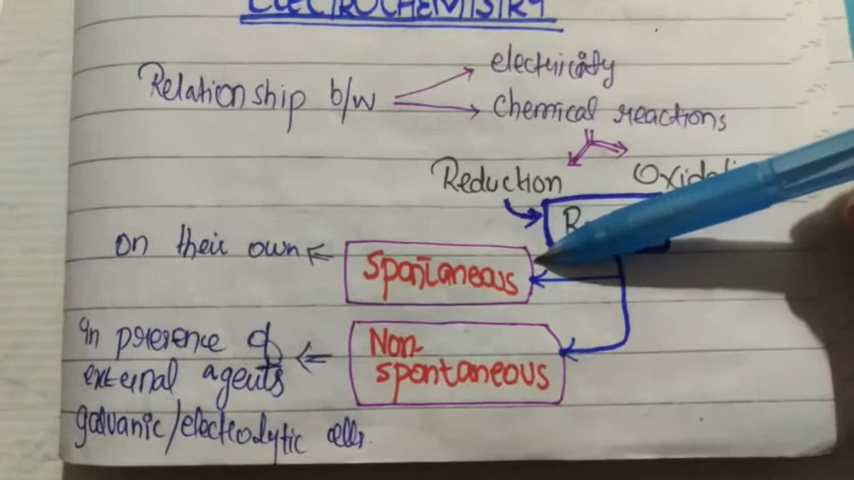 ELECTROCHEMISTRY
Relationship b/w
electricity
chemical reactions
Reduction
on their own
Spontaneous
In presence of
external agents
galvanic/electrolytic cells.
Non-
spontaneous